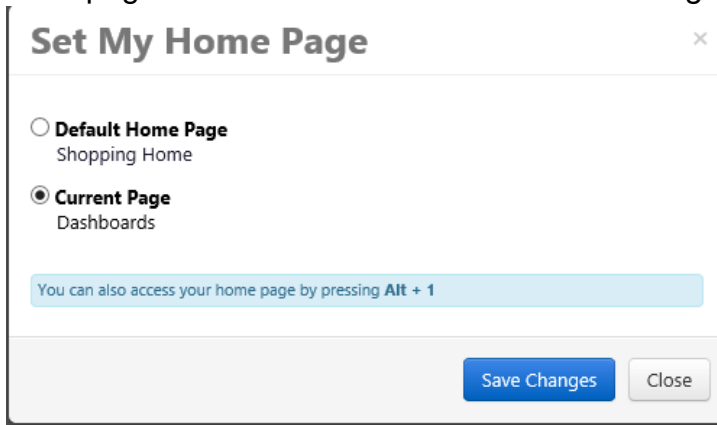 Set My Home Page
×
Default Home Page
Shopping Home
Current Page
Dashboards
You can also access your home page by pressing Alt + 1
Save Changes
Close